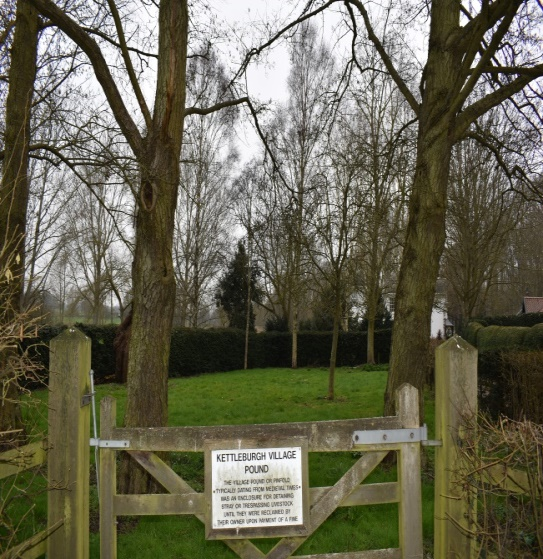 KETTLEBURGH VILLAGE
POUND
THE VILLAGE POUND OR PINFOLD
TYPICALLY DATING FROM MEDIEVAL TIMES
WAS AN ENCLOSURE FOR DETAINING
STRAY OR TRESPASSING LIVESTOCK
UNTIL THEY WERE RECLAIMED BY
THEIR OWNER UPON PAYMENT OF A FINE